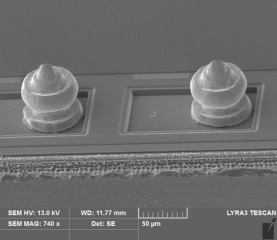 SEM HV: 13.0 kV WD: 11.77 mm LYRA3 TESCAN
SEM MAG: 740 x Det: SE 50 µm